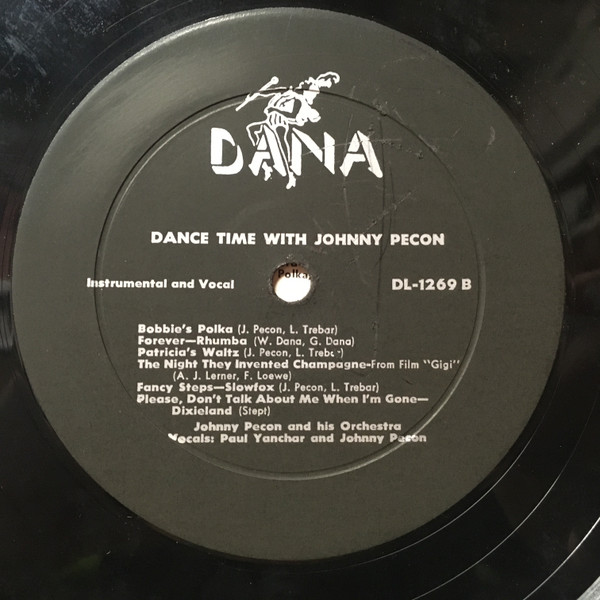 DANA
DANCE TIME WITH JOHNNY PECON
Polka
Instrumental and Vocal
DL-1269 B
Bobbie's Polka (J. Pecon, L. Trebar)
Forever—Rhumba (W. Dana, G. Dana)
Patricia's Waltz (J. Pecon, L. Trebar)
The Night They Invented Champagne-From Film "Gigi"
(A. J. Lerner, F. Loewe)
Fancy Steps—Slowfox (J. Pecon, L. Trebar)
Please, Don't Talk About Me When I'm Gone—
Dixieland (Stept)
Johnny Pecon and his Orchestra
Vocals: Paul Yanchar and Johnny Pecon